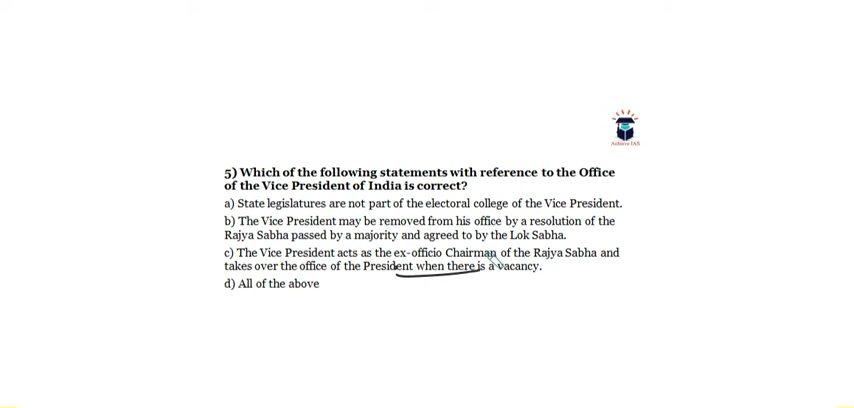 Achieve IAS
5) Which of the following statements with reference to the Office
of the Vice President of India is correct?
a) State legislatures are not part of the electoral college of the Vice President.
b) The Vice President may be removed from his office by a resolution of the
Rajya Sabha passed by a majority and agreed to by the Lok Sabha.
c) The Vice President acts as the ex-officio Chairman of the Rajya Sabha and
takes over the office of the President when there is a vacancy.
d) All of the above